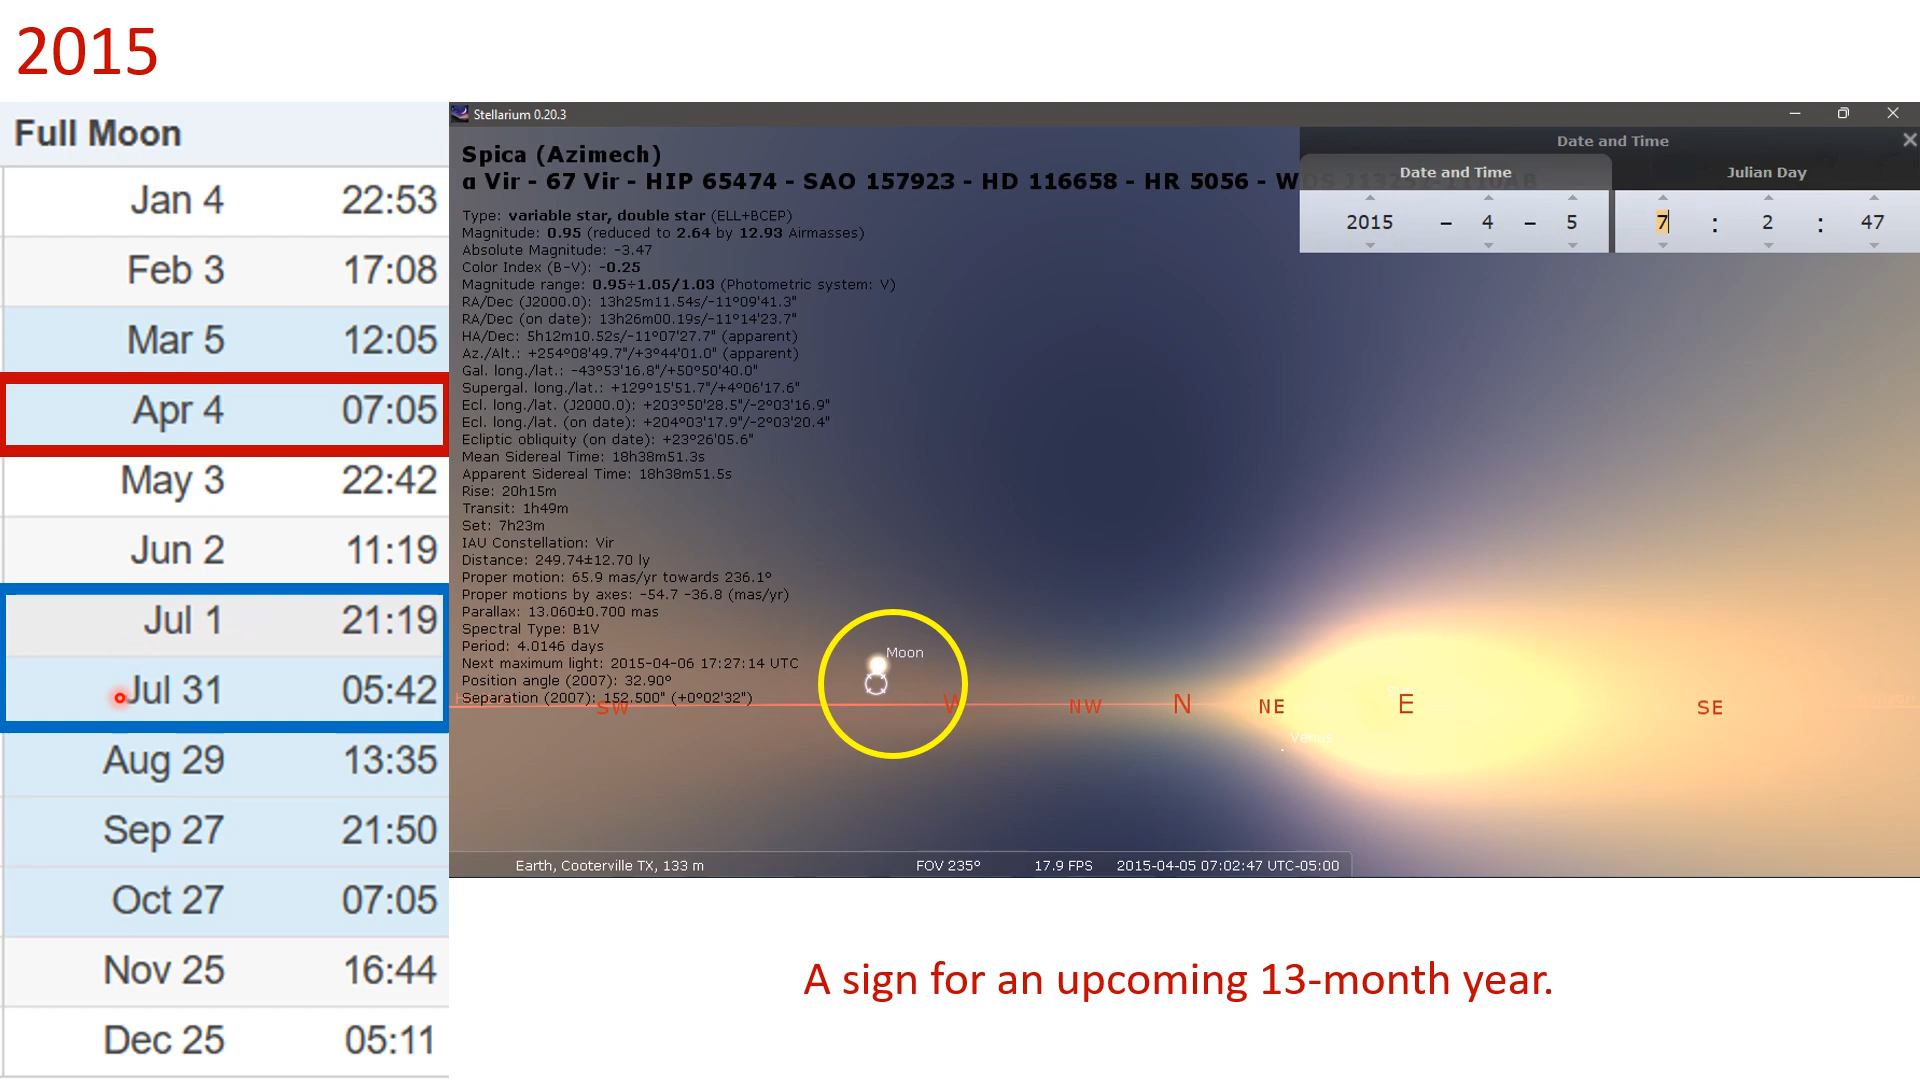 2015
Full Moon
Jan 4 22:53
Feb 3 17:08
Mar 5 12:05
Apr 4 07:05
May 3 22:42
Jun 2 11:19
Jul 1 21:19
Jul 31 05:42
Aug 29 13:35
Sep 27 21:50
Oct 27 07:05
Nov 25 16:44
Dec 25 05:11
Stellarium 0.20.3
Spica (Azimech)
α Vir - 67 Vir - HIP 65474 - SAO 157923 - HD 116658 - HR 5056 - WDS
Type: variable star, double star (ELL+BCEP)
Magnitude: 0.95 (reduced to 2.64 by 12.93 Airmasses)
Absolute Magnitude: -3.47
Color Index (B-V): -0.25
Magnitude range: 0.95÷1.05/1.03 (Photometric system: V)
RA/Dec (J2000.0): 13h25m11.54s/-11°09'41.3"
RA/Dec (on date): 13h26m00.19s/-11°14'23.7"
HA/Dec: 5h12m10.52s/-11°07'27.7" (apparent)
Az./Alt.: +254°08'49.7"/+3°44'01.0" (apparent)
Gal. long./lat.: -43°53'16.8"/+50°50'40.0"
Supergal. long./lat.: +129°15'51.7"/+4°06'17.6"
Ecl. long./lat. (J2000.0): +203°50'28.5"/-2°03'16.9"
Ecl. long./lat. (on date): +204°03'17.9"/-2°03'20.4"
Ecliptic obliquity (on date): +23°26'05.6"
Mean Sidereal Time: 18h38m51.3s
Apparent Sidereal Time: 18h38m51.5s
Rise: 20h15m
Transit: 1h49m
Set: 7h23m
IAU Constellation: Vir
Distance: 249.74±12.70 ly
Proper motion: 65.9 mas/yr towards 236.1°
Proper motions by axes: -54.7 -36.8 (mas/yr)
Parallax: 13.060±0.700 mas
Spectral Type: B1V
Period: 4.0146 days
Next maximum light: 2015-04-06 17:27:14 UTC
Position angle (2007): 32.90°
Separation (2007): 152.500" (+0°02'32")
Date and Time
Date and Time Julian Day
2015 - 4 - 5 7 : 2 : 47
Moon
SW W NW N NE E SE
Venus
Earth, Cooterville TX, 133 m FOV 235° 17.9 FPS 2015-04-05 07:02:47 UTC-05:00
A sign for an upcoming 13-month year.